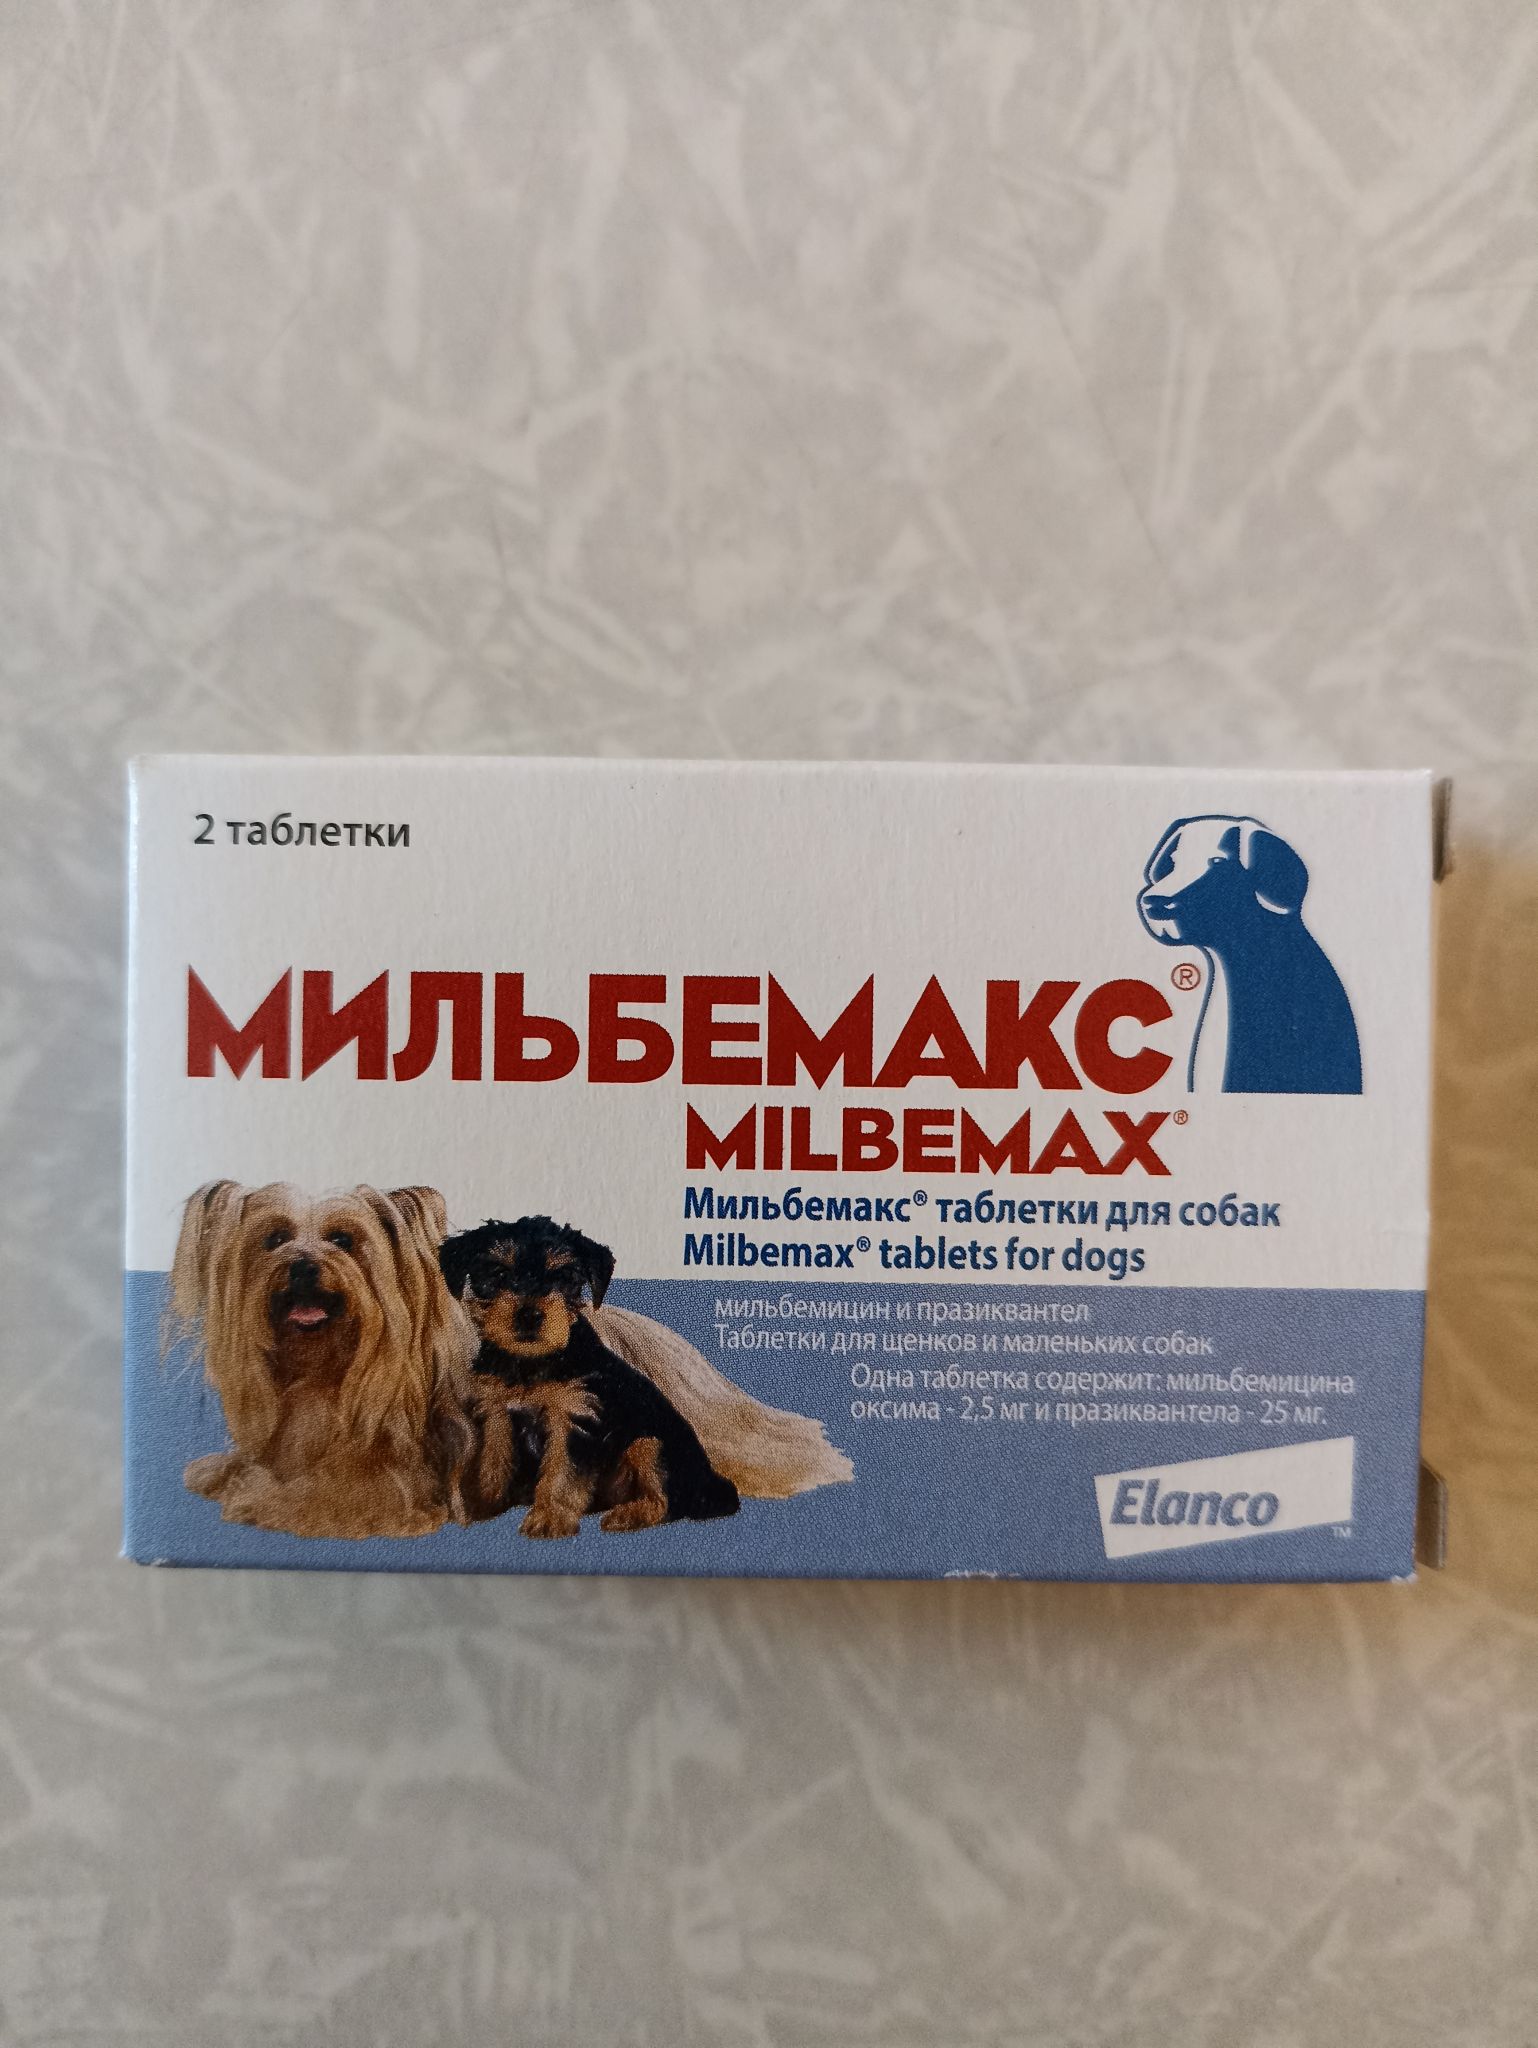 2 таблетки
МИЛЬБЕМАКС®
MILBEMAX®
Мильбемакс® таблетки для собак
Milbemax® tablets for dogs
мильбемицин и празиквантел
Таблетки для щенков и маленьких собак
Одна таблетка содержит: мильбемицина
оксима - 2,5 мг и празиквантела - 25 мг.
Elanco™